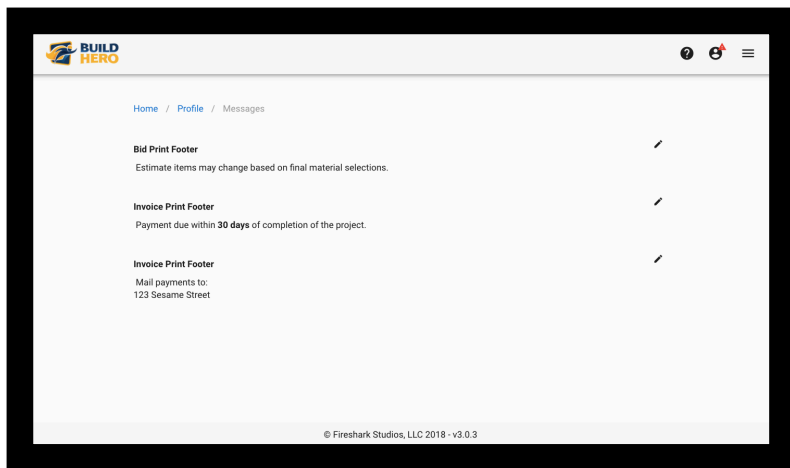 BUILD
HERO
Home / Profile / Messages
Bid Print Footer
Estimate items may change based on final material selections.
Invoice Print Footer
Payment due within 30 days of completion of the project.
Invoice Print Footer
Mail payments to:
123 Sesame Street
© Fireshark Studios, LLC 2018 - v3.0.3